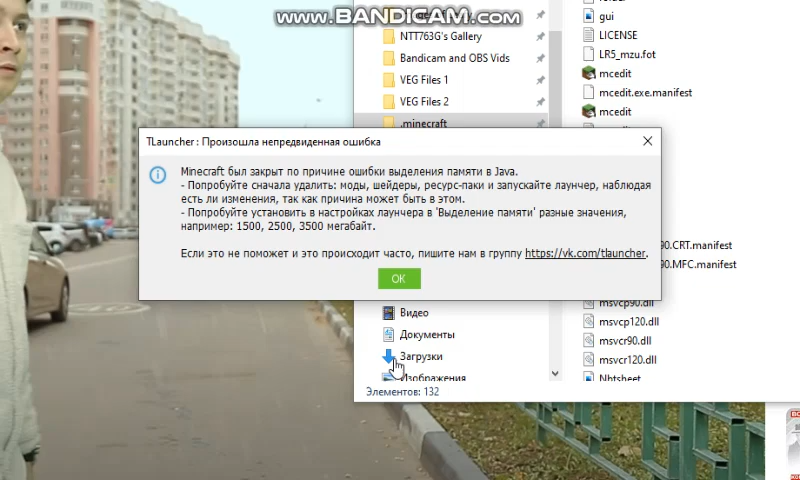 www.BANDICAM.com
NTT763G's Gallery
Bandicam and OBS Vids
VEG Files 1
VEG Files 2
.minecraft
gui
LICENSE
LR5_mzu.fot
mcedit
mcedit.exe.manifest
mcedit
TLauncher : Произошла непредвиденная ошибка
Minecraft был закрыт по причине ошибки выделения памяти в Java.
- Попробуйте сначала удалить: моды, шейдеры, ресурс-паки и запускайте лаунчер, наблюдая
есть ли изменения, так как причина может быть в этом.
- Попробуйте установить в настройках лаунчера в 'Выделение памяти' разные значения,
например: 1500, 2500, 3500 мегабайт.
Если это не поможет и это происходит часто, пишите нам в группу https://vk.com/tlauncher.
OK
90.CRT.manifest
90.MFC.manifest
msvcp90.dll
msvcp120.dll
msvcr90.dll
msvcr120.dll
Nbtsheet
Видео
Документы
Загрузки
Изображения
Элементов: 132